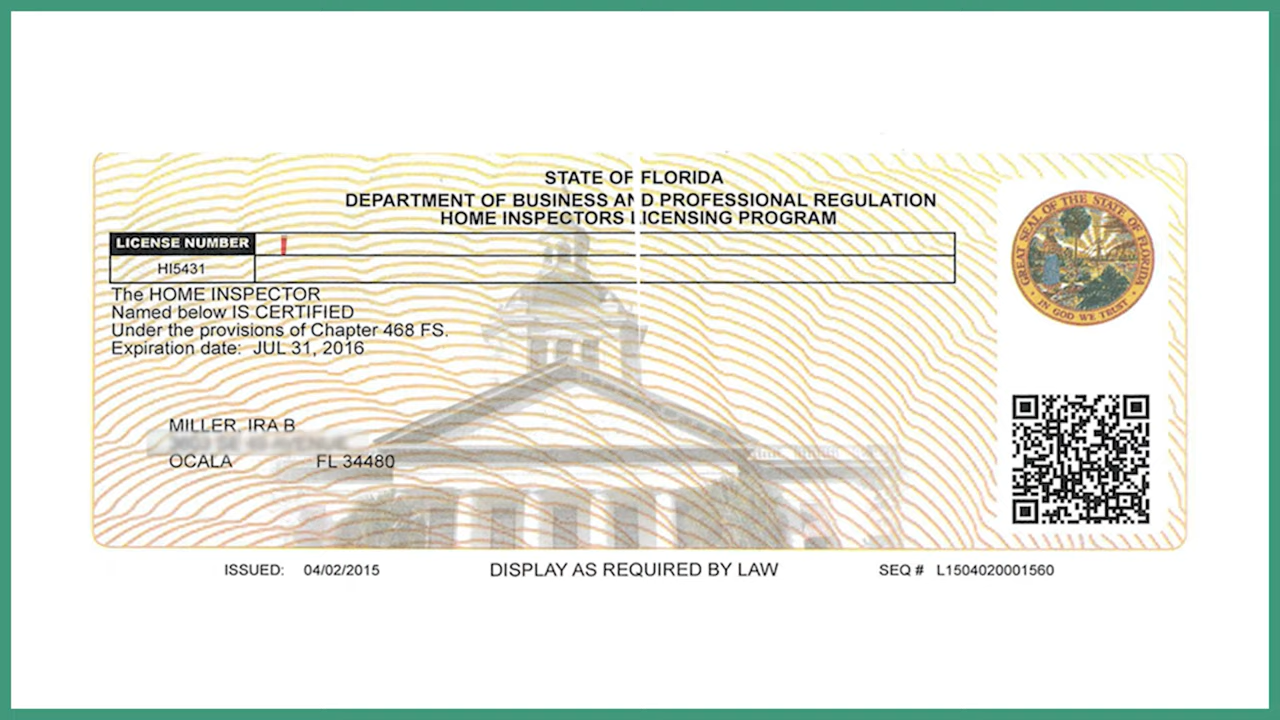 STATE OF FLORIDA
DEPARTMENT OF BUSINESS AND PROFESSIONAL REGULATION
HOME INSPECTORS LICENSING PROGRAM
LICENSE NUMBER
HI5431
The HOME INSPECTOR
Named below IS CERTIFIED
Under the provisions of Chapter 468 FS.
Expiration date: JUL 31, 2016
MILLER, IRA B
OCALA FL 34480
GREAT SEAL OF THE STATE OF FLORIDA
IN GOD WE TRUST
ISSUED: 04/02/2015
DISPLAY AS REQUIRED BY LAW
SEQ # L1504020001560